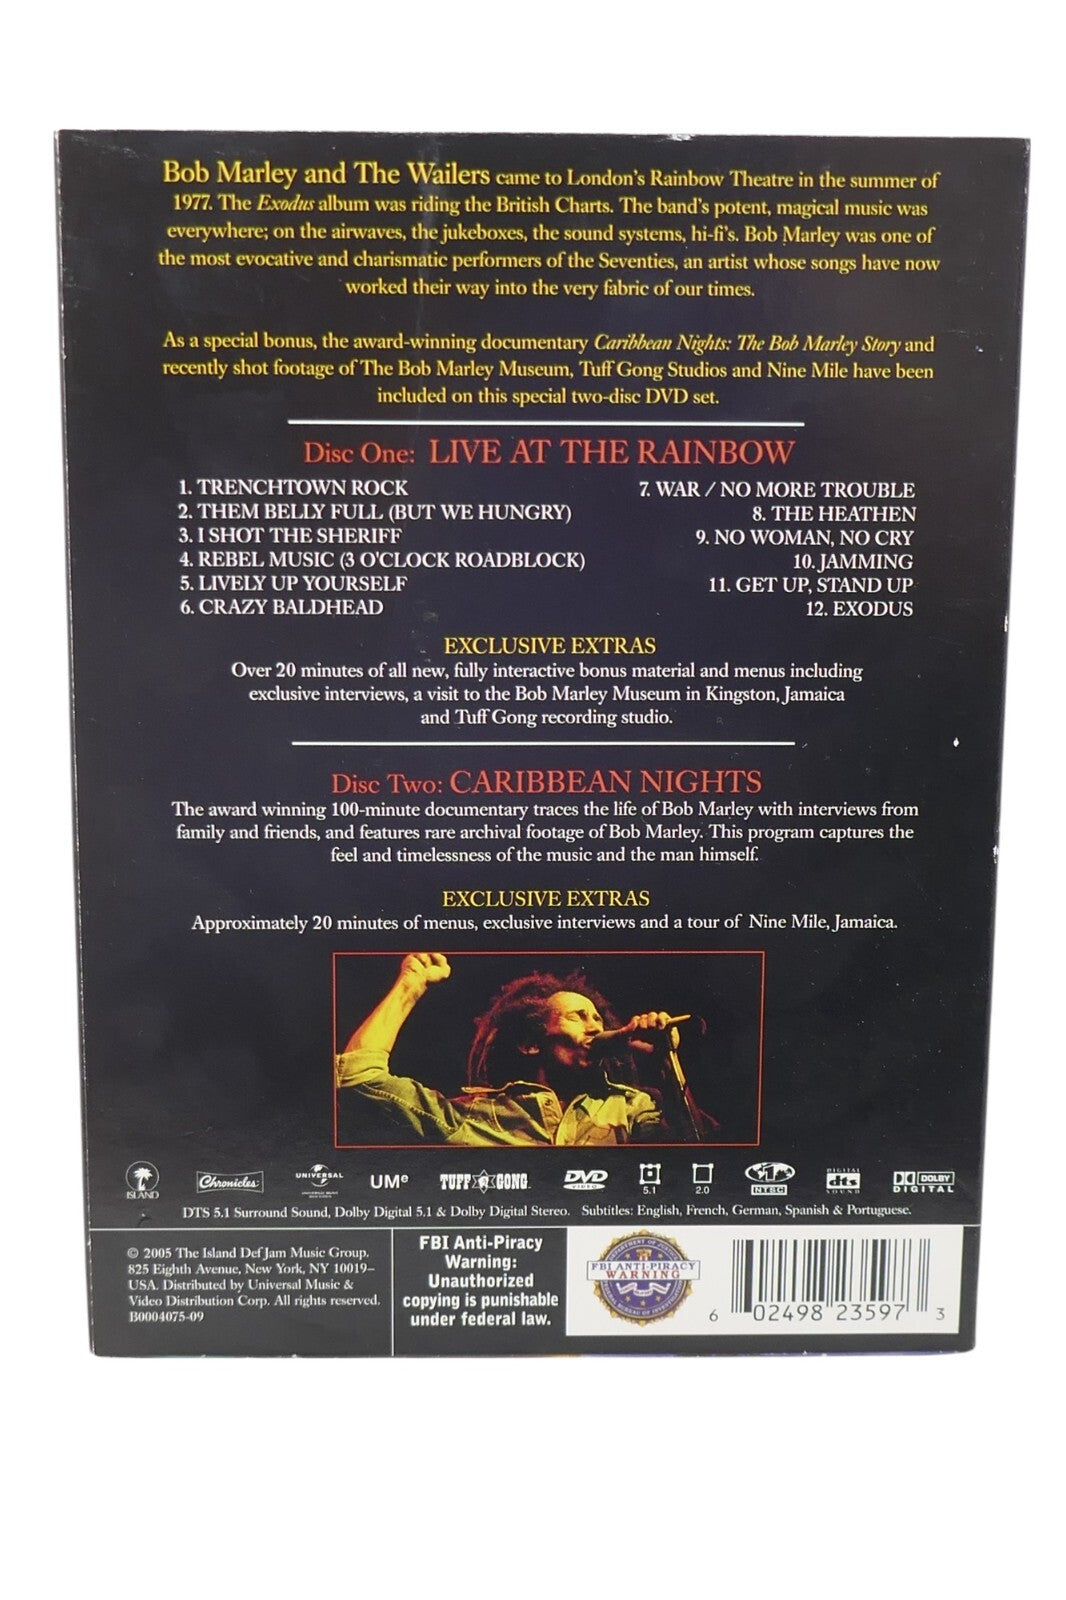 Bob Marley and The Wailers came to London's Rainbow Theatre in the summer of
1977. The Exodus album was riding the British Charts. The band's potent, magical music was
everywhere; on the airwaves, the jukeboxes, the sound systems, hi-fi's. Bob Marley was one of
the most evocative and charismatic performers of the Seventies, an artist whose songs have now
worked their way into the very fabric of our times.
As a special bonus, the award-winning documentary Caribbean Nights: The Bob Marley Story and
recently shot footage of The Bob Marley Museum, Tuff Gong Studios and Nine Mile have been
included on this special two-disc DVD set.
Disc One: LIVE AT THE RAINBOW
1. TRENCHTOWN ROCK
2. THEM BELLY FULL (BUT WE HUNGRY)
3. I SHOT THE SHERIFF
4. REBEL MUSIC (3 O'CLOCK ROADBLOCK)
5. LIVELY UP YOURSELF
6. CRAZY BALDHEAD
7. WAR / NO MORE TROUBLE
8. THE HEATHEN
9. NO WOMAN, NO CRY
10. JAMMING
11. GET UP, STAND UP
12. EXODUS
EXCLUSIVE EXTRAS
Over 20 minutes of all new, fully interactive bonus material and menus including
exclusive interviews, a visit to the Bob Marley Museum in Kingston, Jamaica
and Tuff Gong recording studio.
Disc Two: CARIBBEAN NIGHTS
The award winning 100-minute documentary traces the life of Bob Marley with interviews from
family and friends, and features rare archival footage of Bob Marley. This program captures the
feel and timelessness of the music and the man himself.
EXCLUSIVE EXTRAS
Approximately 20 minutes of menus, exclusive interviews and a tour of Nine Mile, Jamaica.
ISLAND
Chronicles
UNIVERSAL
UMe
TUFF GONG
DVD
VIDEO
5.1
2.0
NTSC
DIGITAL
dts
SOUND
DOLBY
DIGITAL
DTS 5.1 Surround Sound, Dolby Digital 5.1 & Dolby Digital Stereo. Subtitles: English, French, German, Spanish & Portuguese.
© 2005 The Island Def Jam Music Group.
825 Eighth Avenue, New York, NY 10019–
USA. Distributed by Universal Music &
Video Distribution Corp. All rights reserved.
B0004075-09
FBI Anti-Piracy
Warning:
Unauthorized
copying is punishable
under federal law.
FBI ANTI-PIRACY
WARNING
6 02498 23597 3